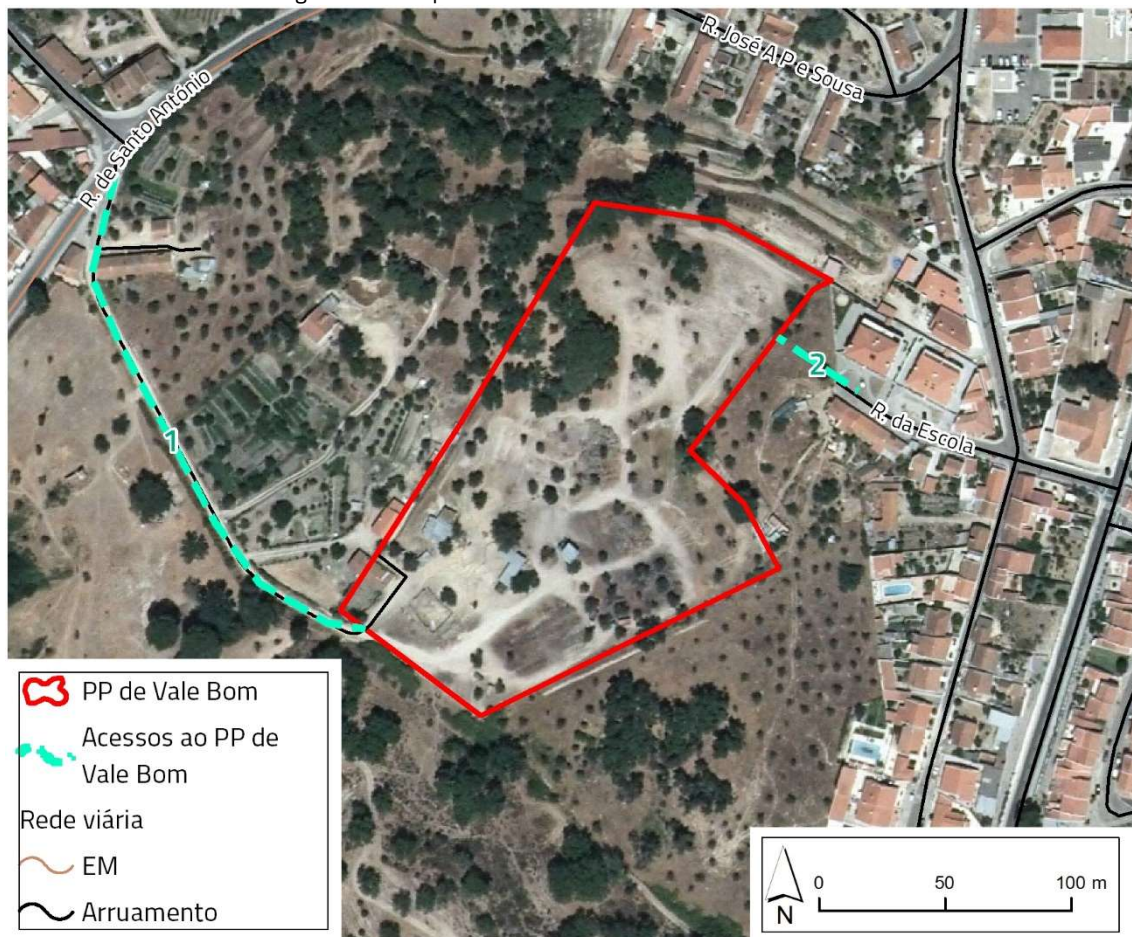 R. José A P e Sousa
R. de Santo António
1
2
R. da Escola
PP de Vale Bom
Acessos ao PP de
Vale Bom
Rede viária
EM
Arruamento
N
0 50 100 m